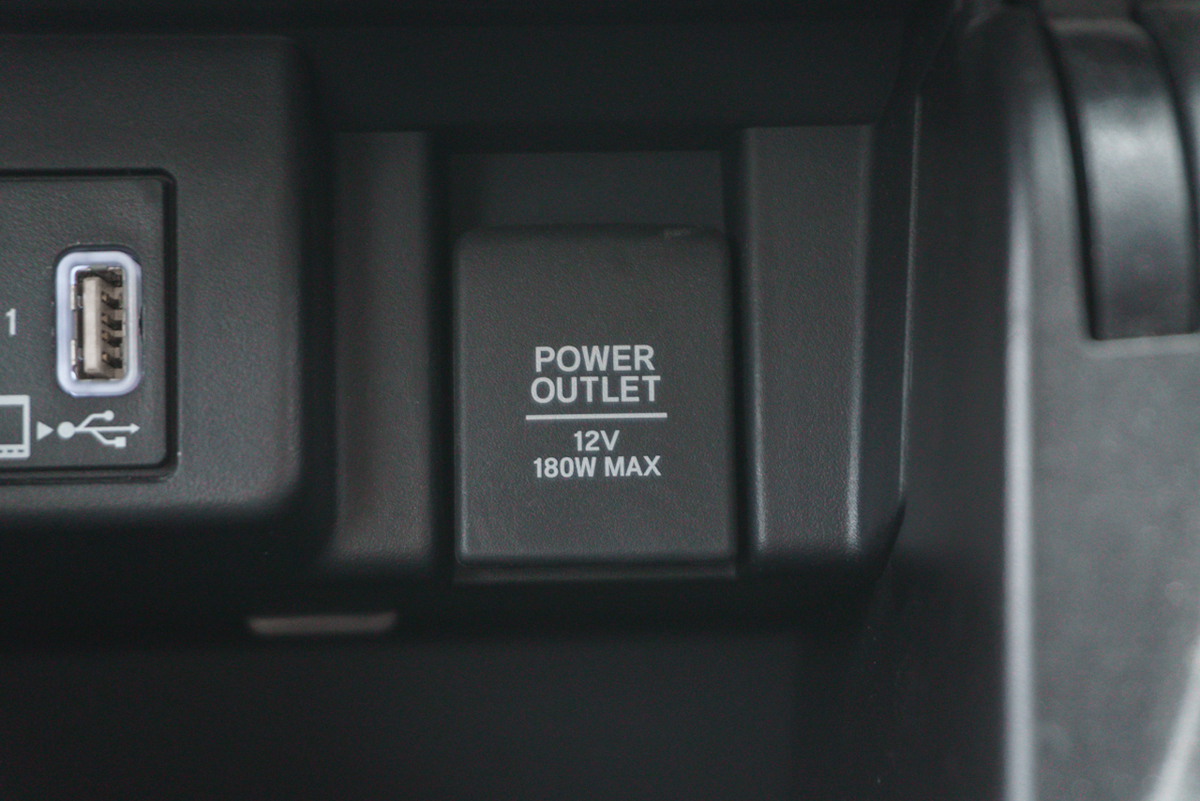 1
POWER
OUTLET
12V
180W MAX